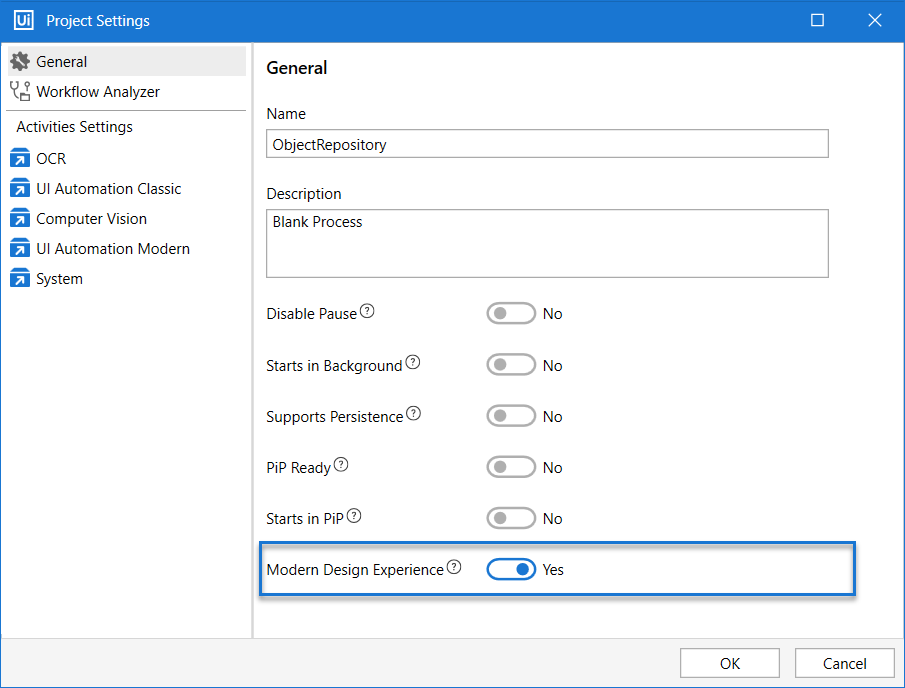 Ui Project Settings
General
Workflow Analyzer
Activities Settings
OCR
UI Automation Classic
Computer Vision
UI Automation Modern
System
General
Name
ObjectRepository
Description
Blank Process
Disable Pause ? No
Starts in Background ? No
Supports Persistence ? No
PiP Ready ? No
Starts in PiP ? No
Modern Design Experience ? Yes
OK Cancel